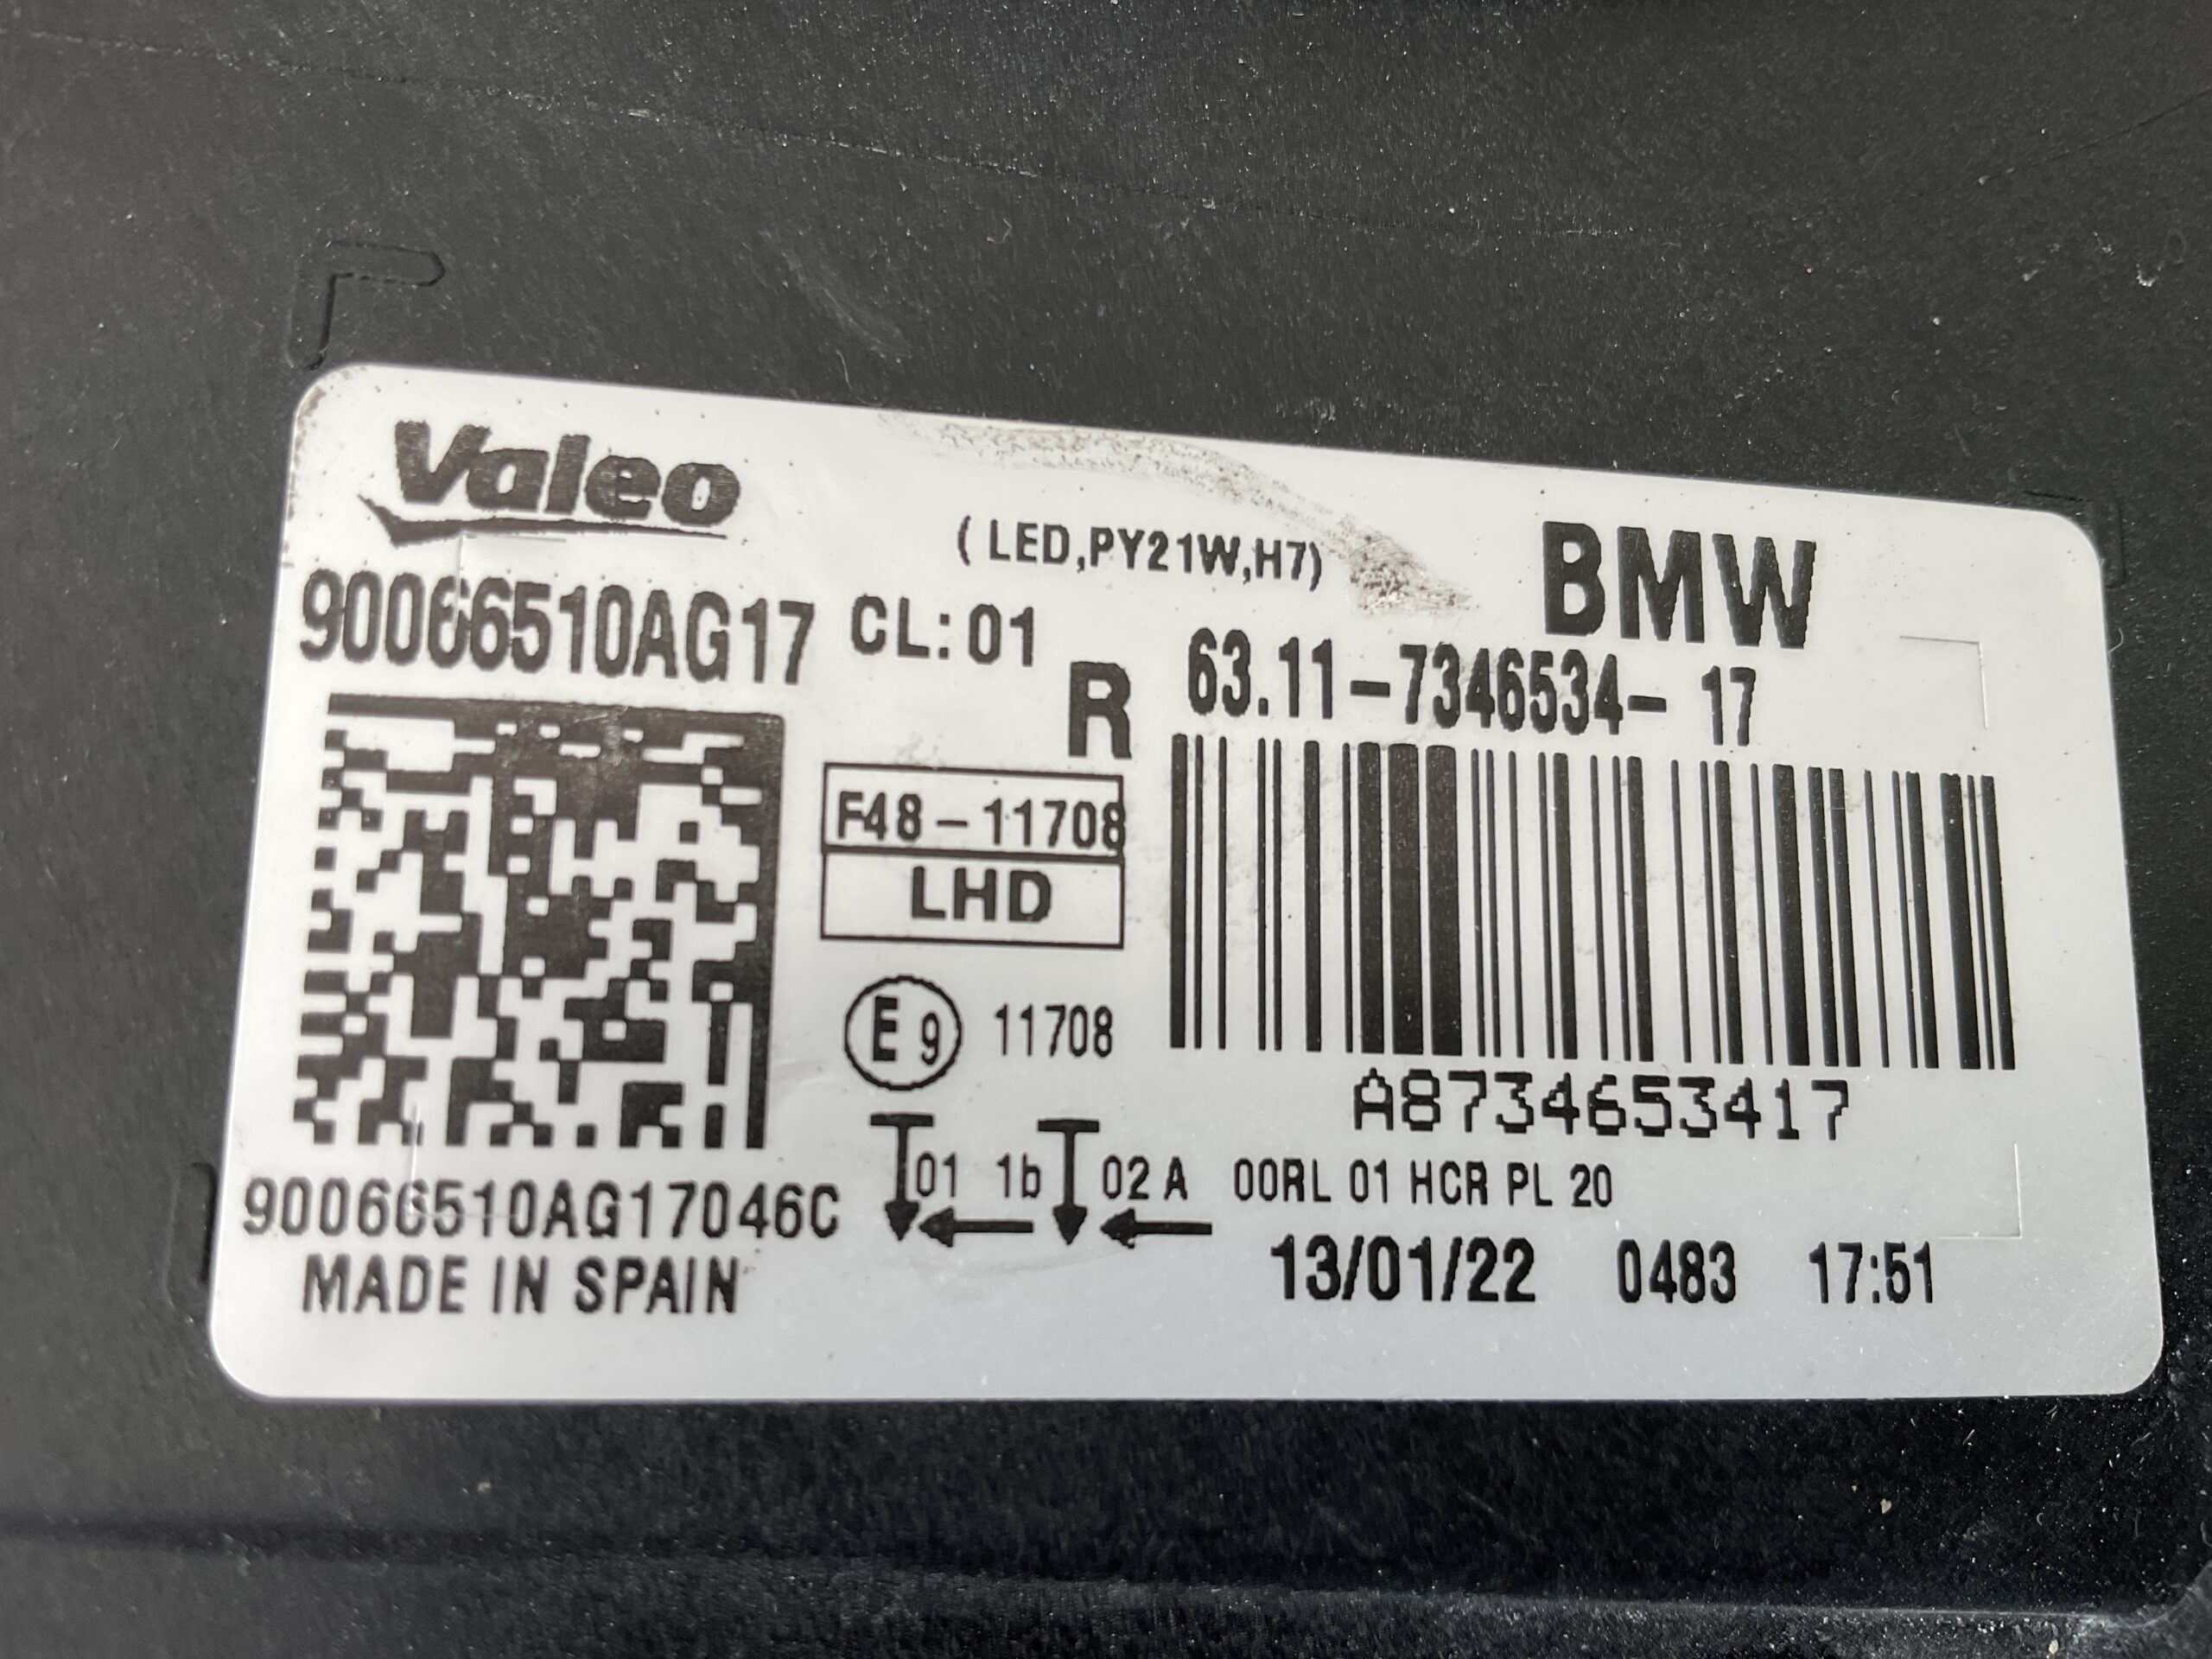 Valeo
( LED,PY21W,H7)
BMW
90066510AG17 CL:01
R
63.11-7346534- 17
F48-11708
LHD
E9 11708
A8734653417
01 1b 02 A 00RL 01 HCR PL 20
90066510AG17046C
MADE IN SPAIN
13/01/22 0483 17:51